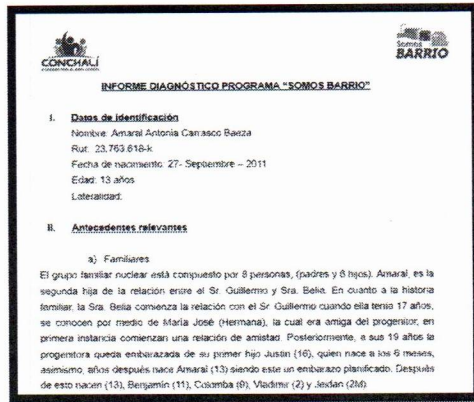 CONCHALÍ
Somos
BARRIO
INFORME DIAGNÓSTICO PROGRAMA "SOMOS BARRIO"
I. Datos de identificación
Nombre: Amaral Antonia Carrasco Baeza
Rut: 23.763.618-k
Fecha de nacimiento: 27- Septiembre – 2011
Edad: 13 años
Lateralidad:
II. Antecedentes relevantes
a) Familiares
El grupo familiar nuclear está compuesto por 8 personas, (padres y 6 hijos). Amaral, es la
segunda hija de la relación entre el Sr. Guillermo y Sra. Belia. En cuanto a la historia
familiar, la Sra. Belia comienza la relación con el Sr. Guillermo cuando ella tenía 17 años,
se conocen por medio de María José (Hermana), la cual era amiga del progenitor, en
primera instancia comienzan una relación de amistad. Posteriormente, a sus 19 años la
progenitora queda embarazada de su primer hijo Justin (16), quien nace a los 6 meses,
asimismo, años después nace Amaral (13) siendo este un embarazo planificado. Después
de esto nacen (13), Benjamín (11), Colomba (9), Vladimir (2) y (2M)